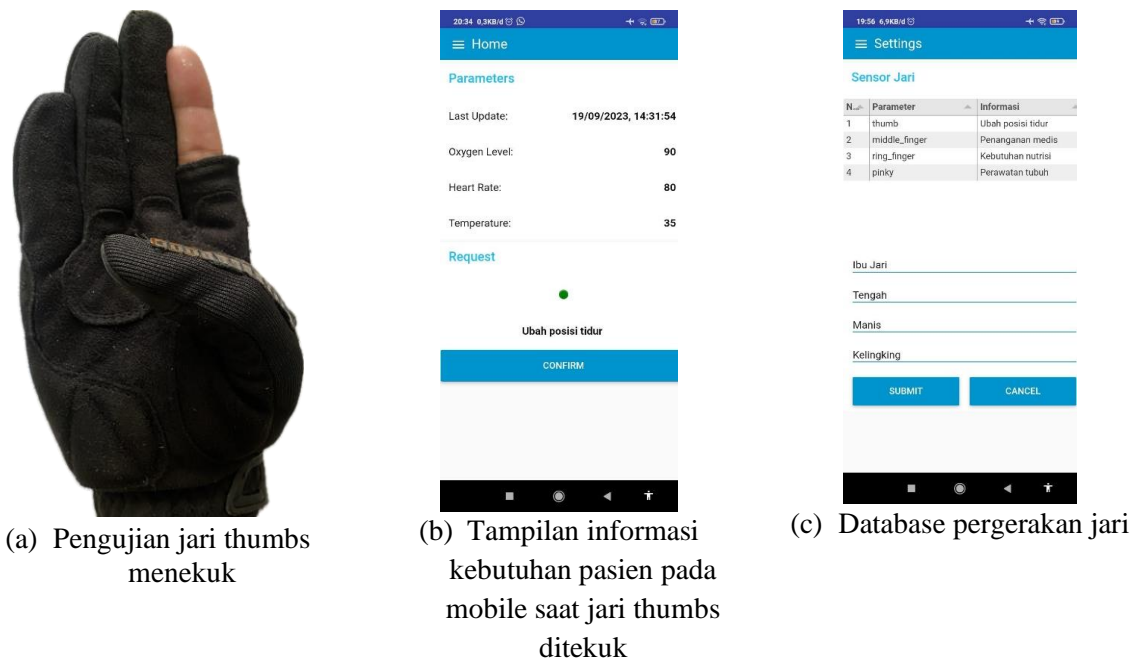 20:34 0,3KB/d
Home
Parameters
Last Update: 19/09/2023, 14:31:54
Oxygen Level: 90
Heart Rate: 80
Temperature: 35
Request
Ubah posisi tidur
CONFIRM
19:56 6,9KB/d
Settings
Sensor Jari
N... Parameter Informasi
1 thumb Ubah posisi tidur
2 middle_finger Penanganan medis
3 ring_finger Kebutuhan nutrisi
4 pinky Perawatan tubuh
Ibu Jari
Tengah
Manis
Kelingking
SUBMIT CANCEL
(a) Pengujian jari thumbs
menekuk
(b) Tampilan informasi
kebutuhan pasien pada
mobile saat jari thumbs
ditekuk
(c) Database pergerakan jari